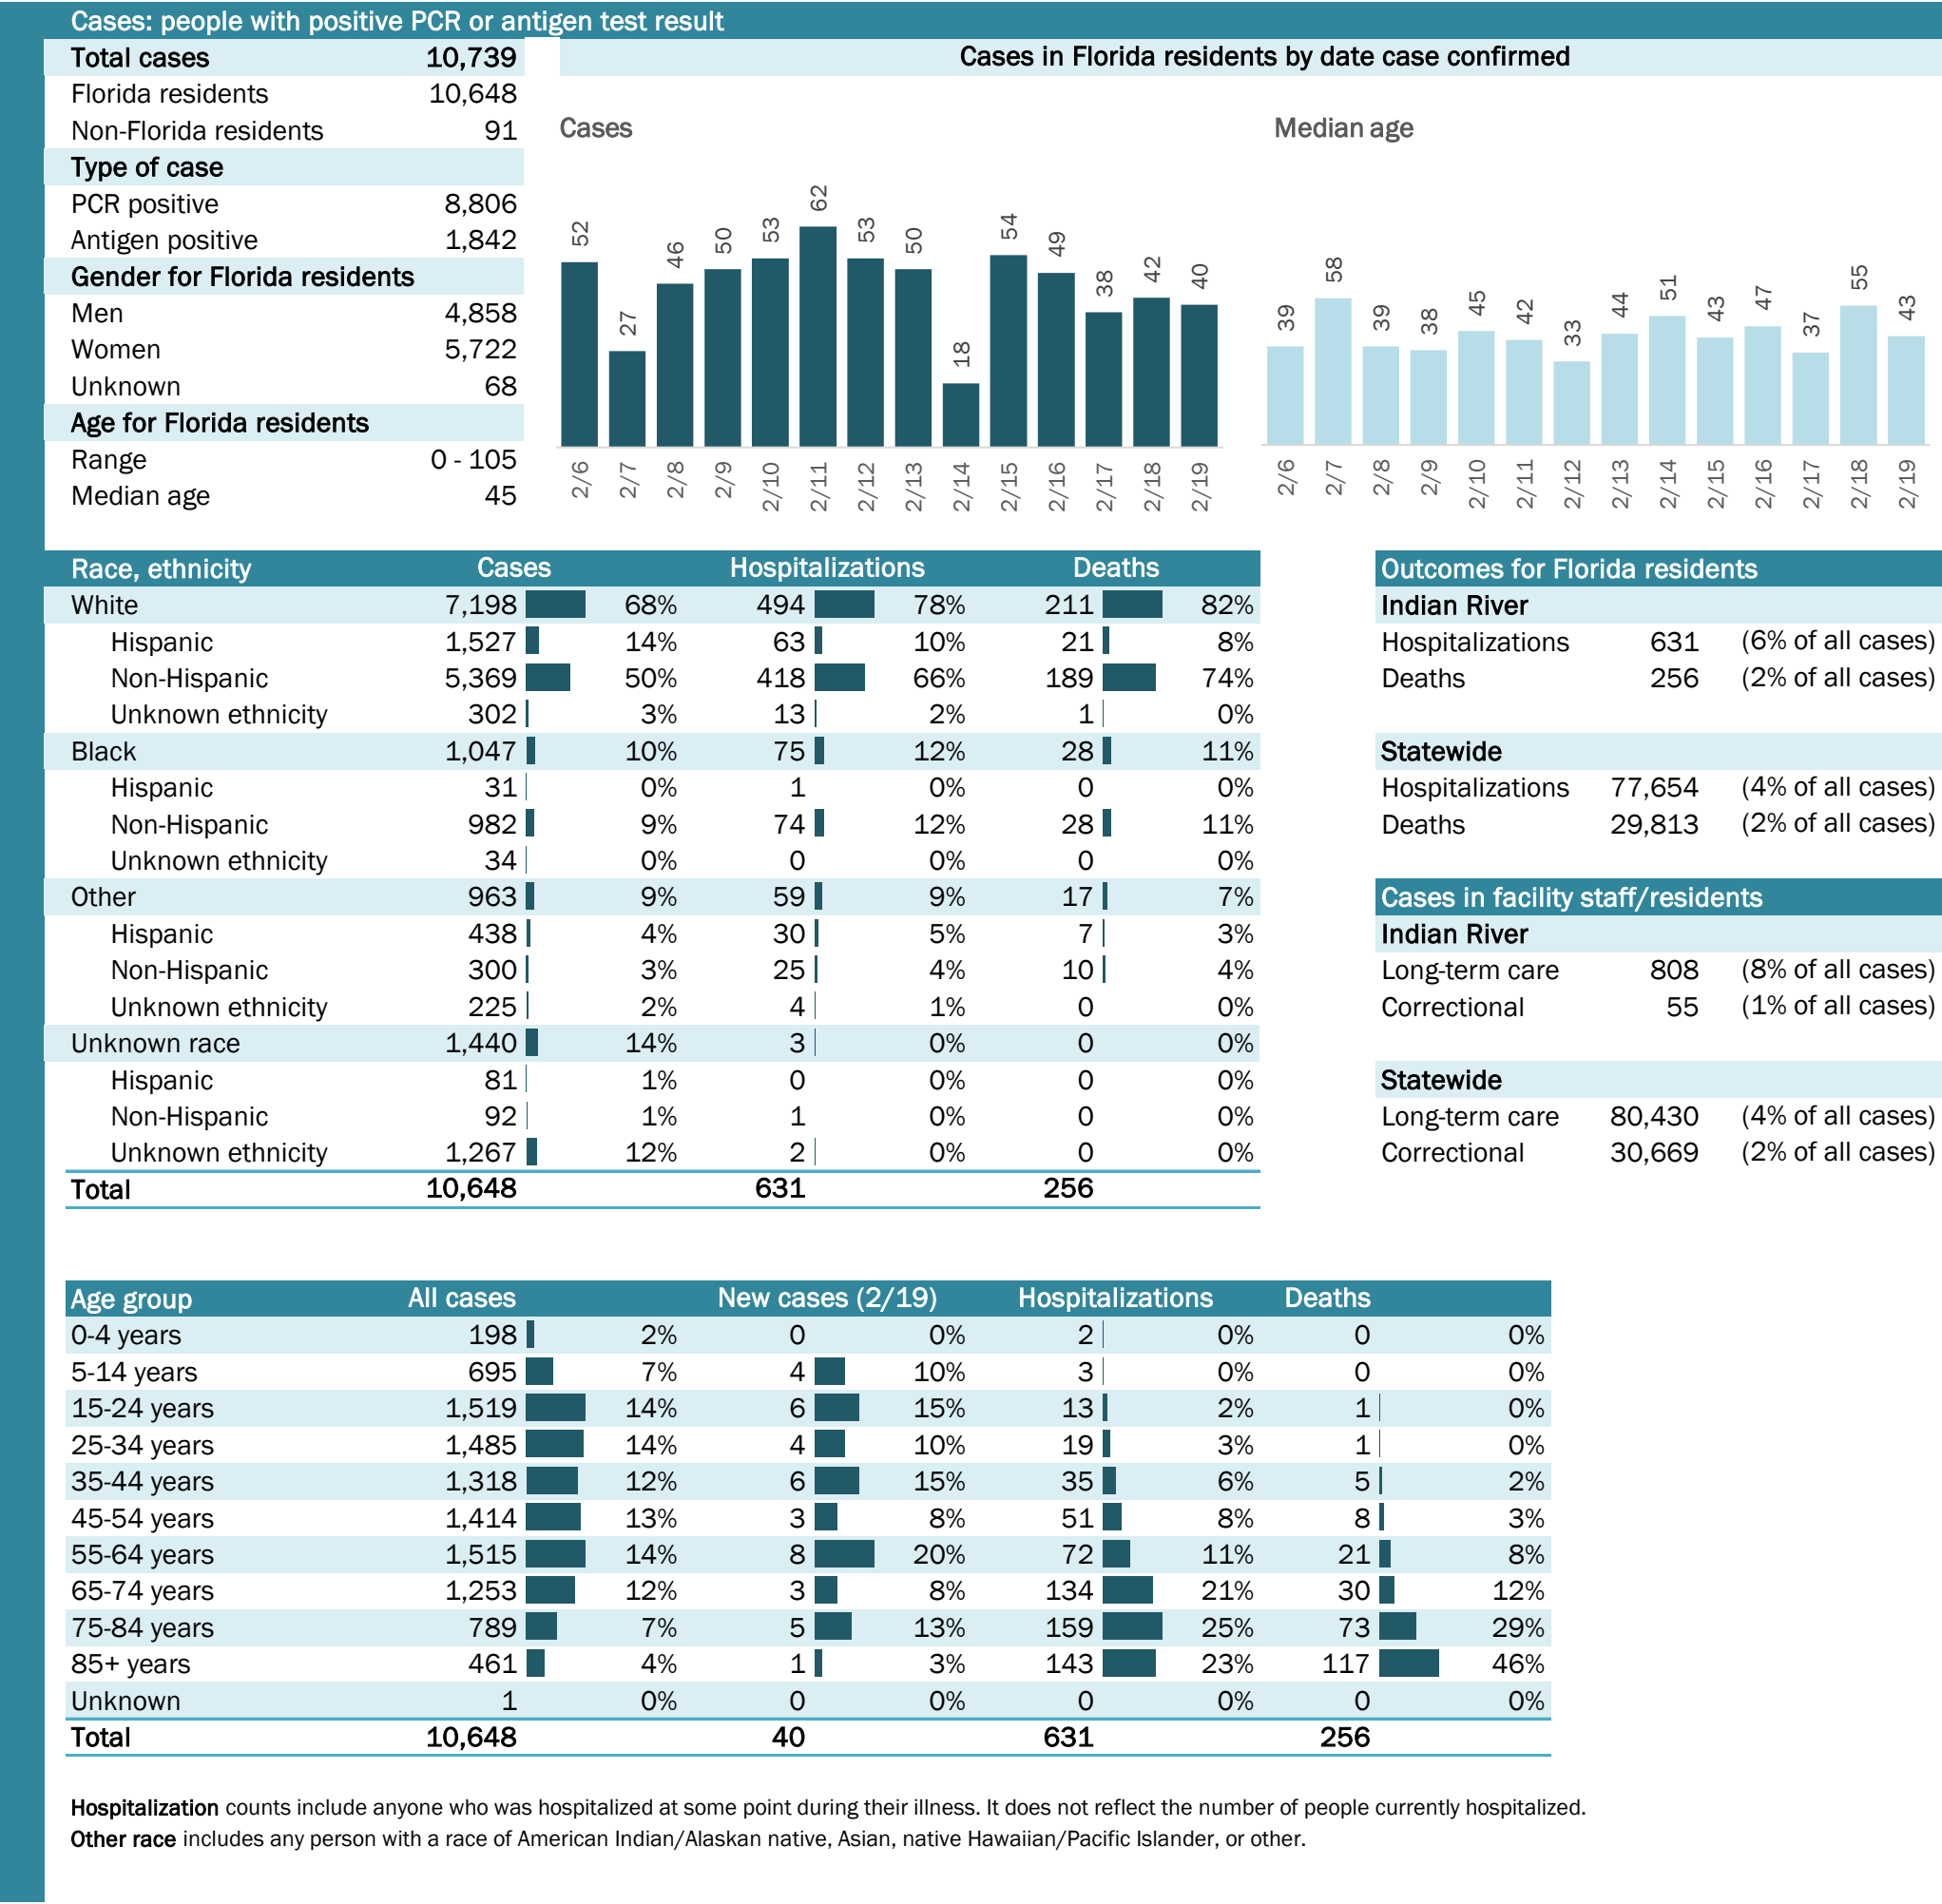 Cases: people with positive PCR or antigen test result
Total cases 10,739
Florida residents 10,648
Non-Florida residents 91
Type of case
PCR positive 8,806
Antigen positive 1,842
Gender for Florida residents
Men 4,858
Women 5,722
Unknown 68
Age for Florida residents
Range 0 - 105
Median age 45
Cases in Florida residents by date case confirmed
Cases
52 27 46 50 53 62 53 50 18 54 49 38 42 40
2/6 2/7 2/8 2/9 2/10 2/11 2/12 2/13 2/14 2/15 2/16 2/17 2/18 2/19
Median age
39 58 39 38 45 42 33 44 51 43 47 37 55 43
2/6 2/7 2/8 2/9 2/10 2/11 2/12 2/13 2/14 2/15 2/16 2/17 2/18 2/19
Race, ethnicity Cases Hospitalizations Deaths
White 7,198 68% 494 78% 211 82%
Hispanic 1,527 14% 63 10% 21 8%
Non-Hispanic 5,369 50% 418 66% 189 74%
Unknown ethnicity 302 3% 13 2% 1 0%
Black 1,047 10% 75 12% 28 11%
Hispanic 31 0% 1 0% 0 0%
Non-Hispanic 982 9% 74 12% 28 11%
Unknown ethnicity 34 0% 0 0% 0 0%
Other 963 9% 59 9% 17 7%
Hispanic 438 4% 30 5% 7 3%
Non-Hispanic 300 3% 25 4% 10 4%
Unknown ethnicity 225 2% 4 1% 0 0%
Unknown race 1,440 14% 3 0% 0 0%
Hispanic 81 1% 0 0% 0 0%
Non-Hispanic 92 1% 1 0% 0 0%
Unknown ethnicity 1,267 12% 2 0% 0 0%
Total 10,648 631 256
Outcomes for Florida residents
Indian River
Hospitalizations 631 (6% of all cases)
Deaths 256 (2% of all cases)
Statewide
Hospitalizations 77,654 (4% of all cases)
Deaths 29,813 (2% of all cases)
Cases in facility staff/residents
Indian River
Long-term care 808 (8% of all cases)
Correctional 55 (1% of all cases)
Statewide
Long-term care 80,430 (4% of all cases)
Correctional 30,669 (2% of all cases)
Age group All cases New cases (2/19) Hospitalizations Deaths
0-4 years 198 2% 0 0% 2 0% 0 0%
5-14 years 695 7% 4 10% 3 0% 0 0%
15-24 years 1,519 14% 6 15% 13 2% 1 0%
25-34 years 1,485 14% 4 10% 19 3% 1 0%
35-44 years 1,318 12% 6 15% 35 6% 5 2%
45-54 years 1,414 13% 3 8% 51 8% 8 3%
55-64 years 1,515 14% 8 20% 72 11% 21 8%
65-74 years 1,253 12% 3 8% 134 21% 30 12%
75-84 years 789 7% 5 13% 159 25% 73 29%
85+ years 461 4% 1 3% 143 23% 117 46%
Unknown 1 0% 0 0% 0 0% 0 0%
Total 10,648 40 631 256
Hospitalization counts include anyone who was hospitalized at some point during their illness. It does not reflect the number of people currently hospitalized.
Other race includes any person with a race of American Indian/Alaskan native, Asian, native Hawaiian/Pacific Islander, or other.